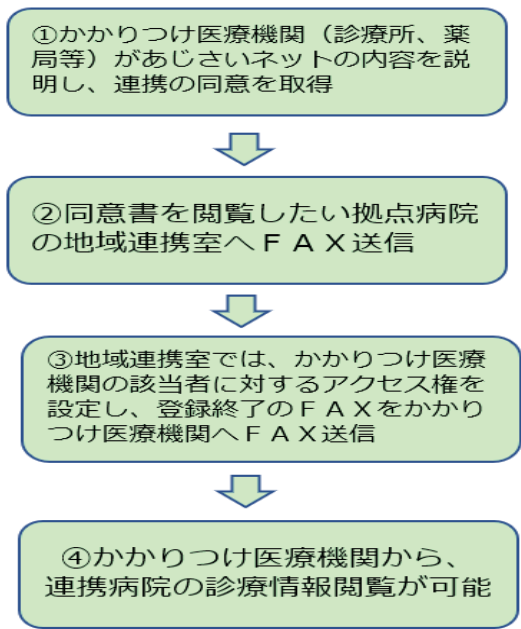 ①かかりつけ医療機関（診療所、薬
局等）があじさいネットの内容を説
明し、連携の同意を取得
②同意書を閲覧したい拠点病院
の地域連携室へＦＡＸ送信
③地域連携室では、かかりつけ医療
機関の該当者に対するアクセス権を
設定し、登録終了のＦＡＸをかかり
つけ医療機関へＦＡＸ送信
④かかりつけ医療機関から、
連携病院の診療情報閲覧が可能